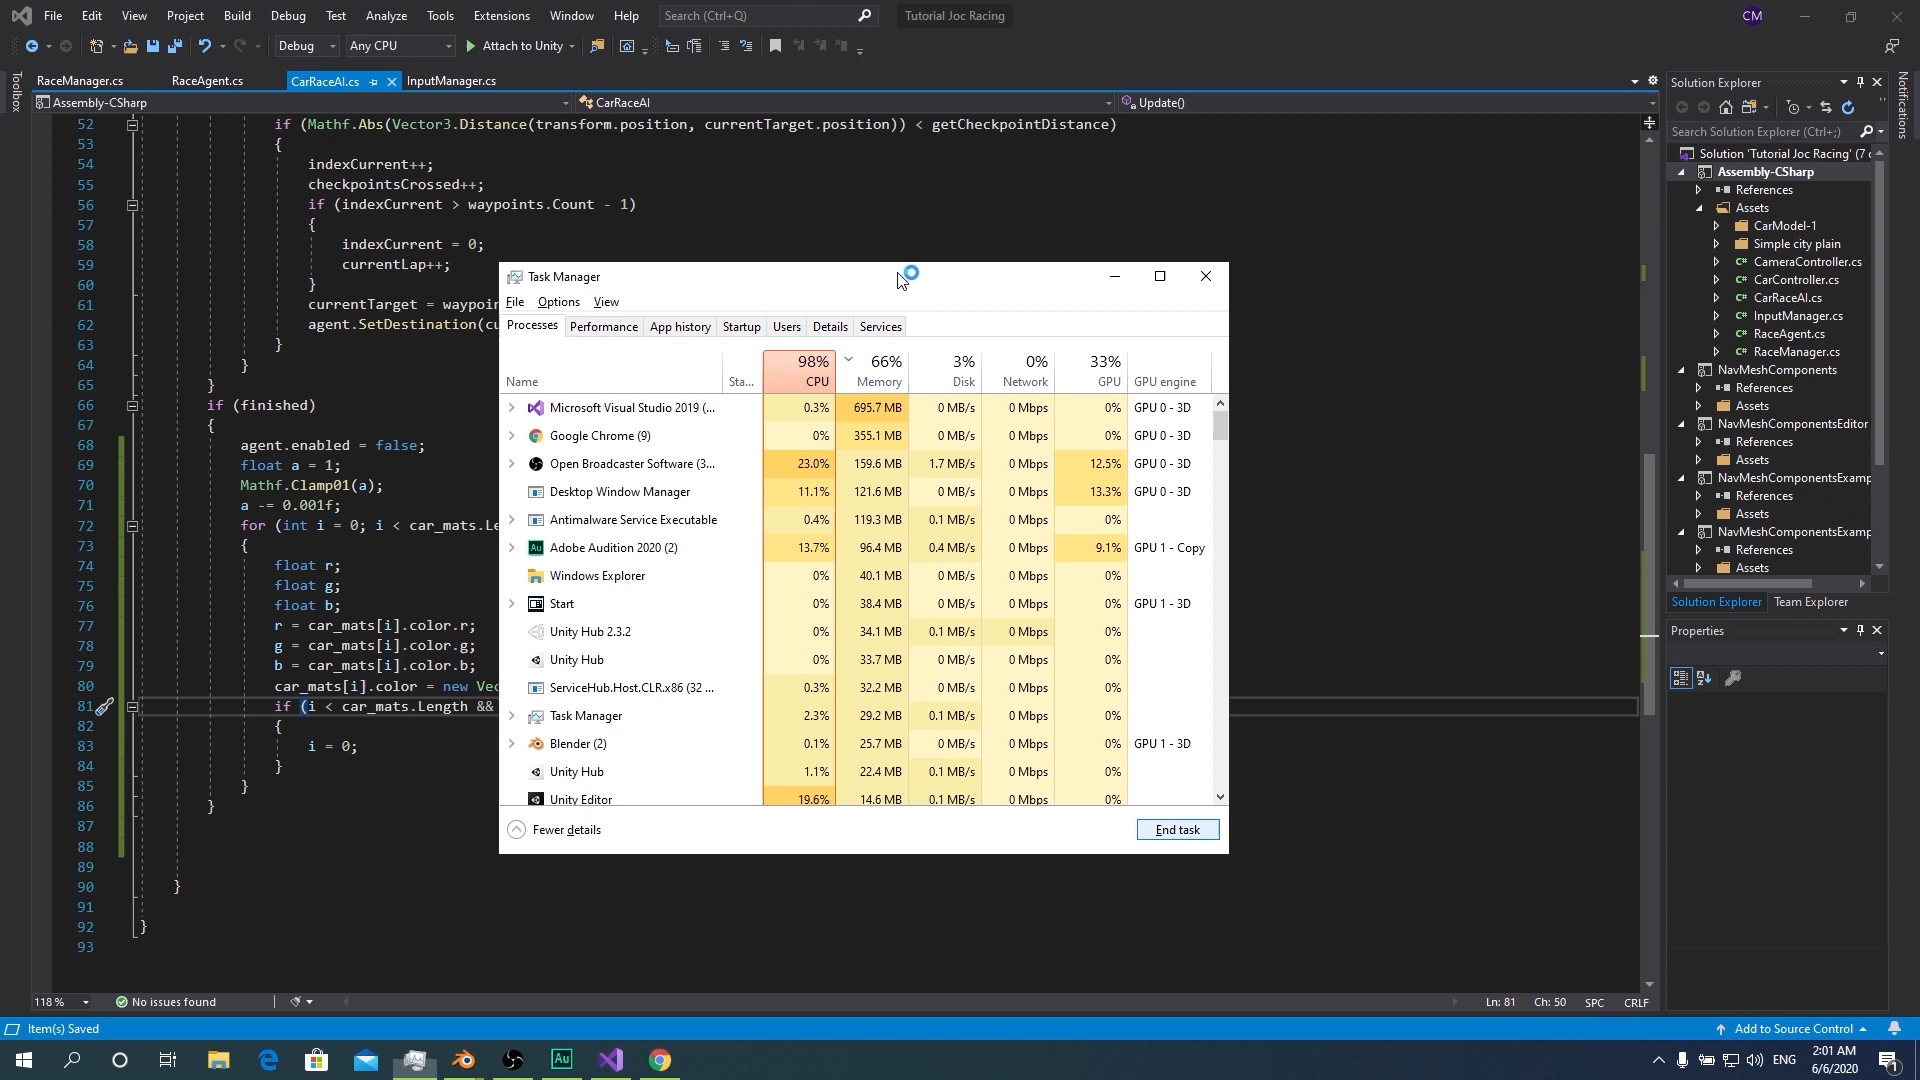 File Edit View Project Build Debug Test Analyze Tools Extensions Window Help Search (Ctrl+Q) Tutorial Joc Racing CM
Debug Any CPU Attach to Unity
Toolbox
RaceManager.cs RaceAgent.cs CarRaceAI.cs InputManager.cs
Assembly-CSharp CarRaceAI Update()
52 if (Mathf.Abs(Vector3.Distance(transform.position, currentTarget.position)) < getCheckpointDistance)
53 {
54 indexCurrent++;
55 checkpointsCrossed++;
56 if (indexCurrent > waypoints.Count - 1)
57 {
58 indexCurrent = 0;
59 currentLap++;
60 }
61 currentTarget = waypoin
62 agent.SetDestination(cu
63 }
64 }
65 }
66 if (finished)
67 {
68 agent.enabled = false;
69 float a = 1;
70 Mathf.Clamp01(a);
71 a -= 0.001f;
72 for (int i = 0; i < car_mats.Le
73 {
74 float r;
75 float g;
76 float b;
77 r = car_mats[i].color.r;
78 g = car_mats[i].color.g;
79 b = car_mats[i].color.b;
80 car_mats[i].color = new Vec
81 if (i < car_mats.Length &&
82 {
83 i = 0;
84 }
85 }
86 }
87
88
89
90 }
91
92 }
93
Task Manager
File Options View
Processes Performance App history Startup Users Details Services
98% 66% 3% 0% 33%
Name Sta... CPU Memory Disk Network GPU GPU engine
Microsoft Visual Studio 2019 (... 0.3% 695.7 MB 0 MB/s 0 Mbps 0% GPU 0 - 3D
Google Chrome (9) 0% 355.1 MB 0 MB/s 0 Mbps 0% GPU 0 - 3D
Open Broadcaster Software (3... 23.0% 159.6 MB 1.7 MB/s 0 Mbps 12.5% GPU 0 - 3D
Desktop Window Manager 11.1% 121.6 MB 0 MB/s 0 Mbps 13.3% GPU 0 - 3D
Antimalware Service Executable 0.4% 119.3 MB 0.1 MB/s 0 Mbps 0%
Au Adobe Audition 2020 (2) 13.7% 96.4 MB 0.4 MB/s 0 Mbps 9.1% GPU 1 - Copy
Windows Explorer 0% 40.1 MB 0 MB/s 0 Mbps 0%
Start 0% 38.4 MB 0 MB/s 0 Mbps 0% GPU 1 - 3D
Unity Hub 2.3.2 0% 34.1 MB 0.1 MB/s 0 Mbps 0%
Unity Hub 0% 33.7 MB 0 MB/s 0 Mbps 0%
ServiceHub.Host.CLR.x86 (32 ... 0.3% 32.2 MB 0 MB/s 0 Mbps 0%
Task Manager 2.3% 29.2 MB 0.1 MB/s 0 Mbps 0%
Blender (2) 0.1% 25.7 MB 0 MB/s 0 Mbps 0% GPU 1 - 3D
Unity Hub 1.1% 22.4 MB 0.1 MB/s 0 Mbps 0%
Unity Editor 19.6% 14.6 MB 0.1 MB/s 0 Mbps 0%
Fewer details End task
Solution Explorer
Notifications
Search Solution Explorer (Ctrl+;)
Solution 'Tutorial Joc Racing' (7 c
Assembly-CSharp
References
Assets
CarModel-1
Simple city plain
C# CameraController.cs
C# CarController.cs
C# CarRaceAI.cs
C# InputManager.cs
C# RaceAgent.cs
C# RaceManager.cs
NavMeshComponents
References
Assets
NavMeshComponentsEditor
References
Assets
NavMeshComponentsExamp
References
Assets
NavMeshComponentsExamp
References
Assets
Solution Explorer Team Explorer
Properties
118 % No issues found Ln: 81 Ch: 50 SPC CRLF
Item(s) Saved Add to Source Control
Au ENG 2:01 AM
6/6/2020 1